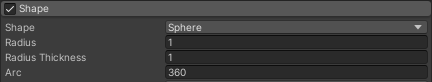 Shape
Shape Sphere
Radius 1
Radius Thickness 1
Arc 360